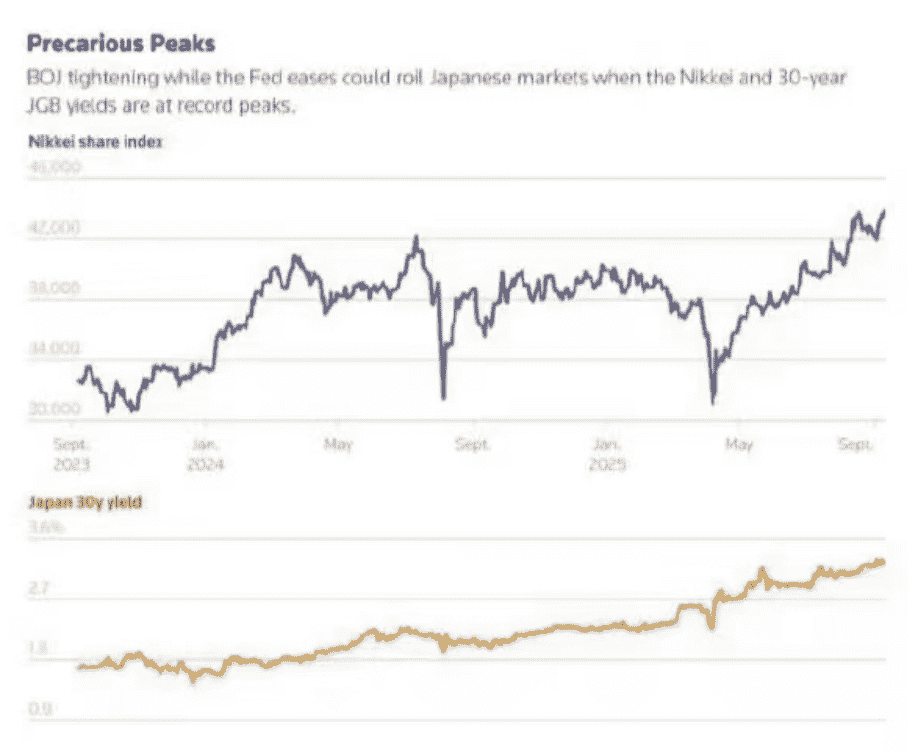 Precarious Peaks
BOJ tightening while the Fed eases could roil Japanese markets when the Nikkei and 30-year
JGB yields are at record peaks.
Nikkei share index
42,000
38,000
34,000
30,000
Sept. Jan. May Sept. Jan. May Sept.
2023 2024 2025
Japan 30y yield
3.6%
2.7
1.8
0.9